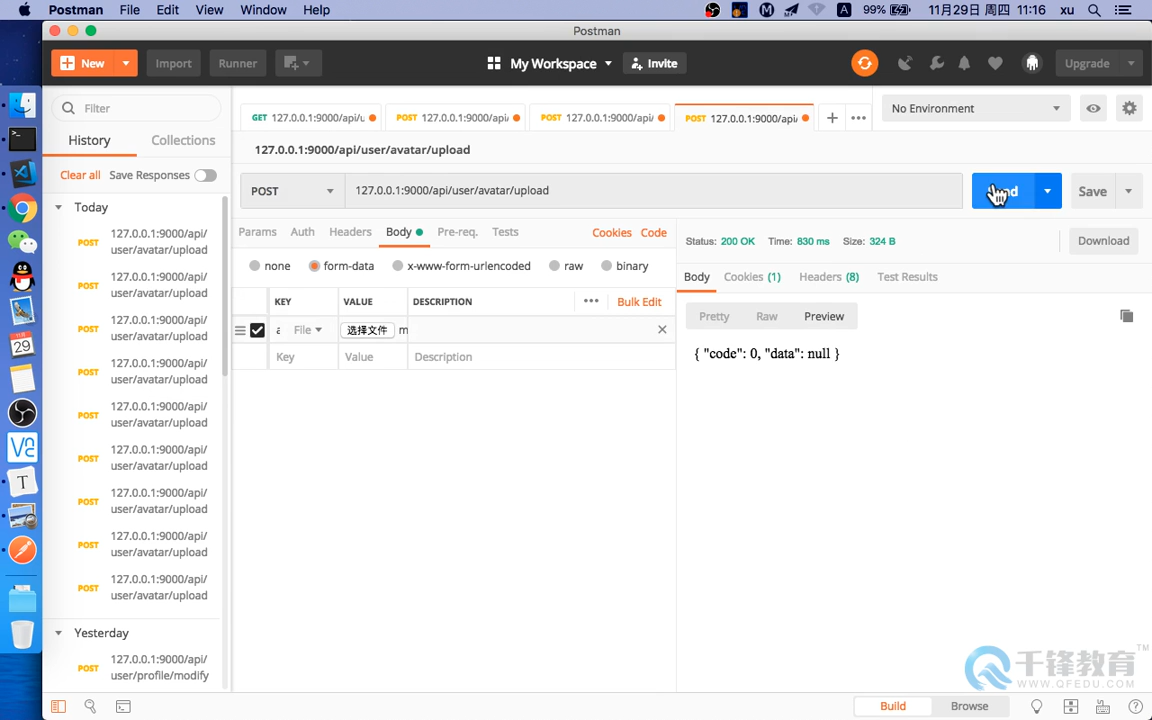 Postman File Edit View Window Help 99% 11月29日 周四 11:16 xu
Postman
New Import Runner My Workspace Invite Upgrade
Filter
History Collections
Clear all Save Responses
Today
POST 127.0.0.1:9000/api/
user/avatar/upload
POST 127.0.0.1:9000/api/
user/avatar/upload
POST 127.0.0.1:9000/api/
user/avatar/upload
POST 127.0.0.1:9000/api/
user/avatar/upload
POST 127.0.0.1:9000/api/
user/avatar/upload
POST 127.0.0.1:9000/api/
user/avatar/upload
POST 127.0.0.1:9000/api/
user/avatar/upload
POST 127.0.0.1:9000/api/
user/avatar/upload
POST 127.0.0.1:9000/api/
user/avatar/upload
Yesterday
POST 127.0.0.1:9000/api/
user/profile/modify
GET 127.0.0.1:9000/api/u POST 127.0.0.1:9000/api/ POST 127.0.0.1:9000/api/ POST 127.0.0.1:9000/api/ No Environment
127.0.0.1:9000/api/user/avatar/upload
POST 127.0.0.1:9000/api/user/avatar/upload Save
Params Auth Headers Body Pre-req. Tests Cookies Code
none form-data x-www-form-urlencoded raw binary
KEY VALUE DESCRIPTION Bulk Edit
File 选择文件 m
Key Value Description
Status: 200 OK Time: 830 ms Size: 324 B Download
Body Cookies (1) Headers (8) Test Results
Pretty Raw Preview
{ "code": 0, "data": null }
千锋教育 TM
WWW.QFEDU.COM
Build Browse